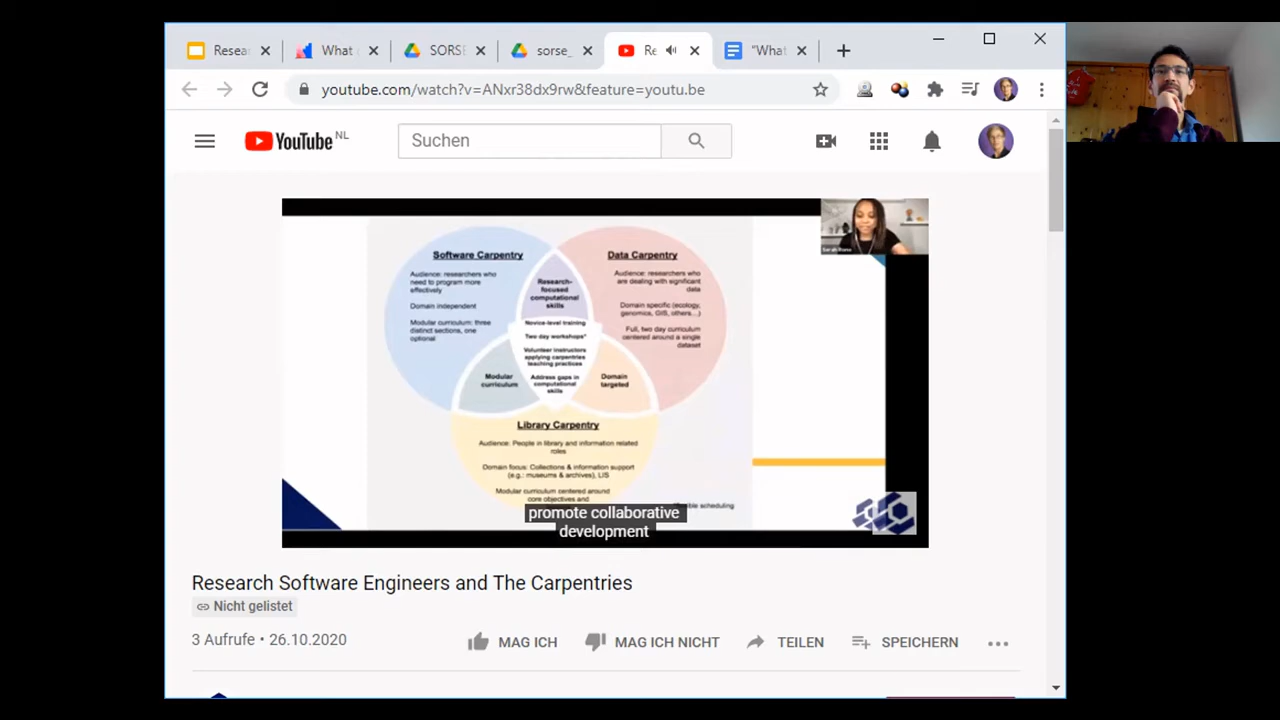 Resea
What
SORSE
sorse_
Re
"What
youtube.com/watch?v=ANxr38dx9rw&feature=youtu.be
YouTube NL
Suchen
Software Carpentry
Audience: researchers who
need to program more
effectively
Domain independent
Modular curriculum: three
distinct sections, one
optional
Research-
focused
computational
skills
Data Carpentry
Audience: researchers who
are dealing with significant
data
Domain specific (ecology,
genomics, GIS, others...)
Full, two day curriculum
centered around a single
dataset
Novice-level training
Two day workshops*
Volunteer instructors
applying carpentries
teaching practices
Address gaps in
computational
skills
Modular
curriculum
Domain
targeted
Library Carpentry
Audience: People in library and information related
roles
Domain focus: Collections & information support
(e.g.: museums & archives), LIS
Modular curriculum centered around
core objectives and
scheduling
promote collaborative
development
Research Software Engineers and The Carpentries
Nicht gelistet
3 Aufrufe • 26.10.2020
MAG ICH
MAG ICH NICHT
TEILEN
SPEICHERN